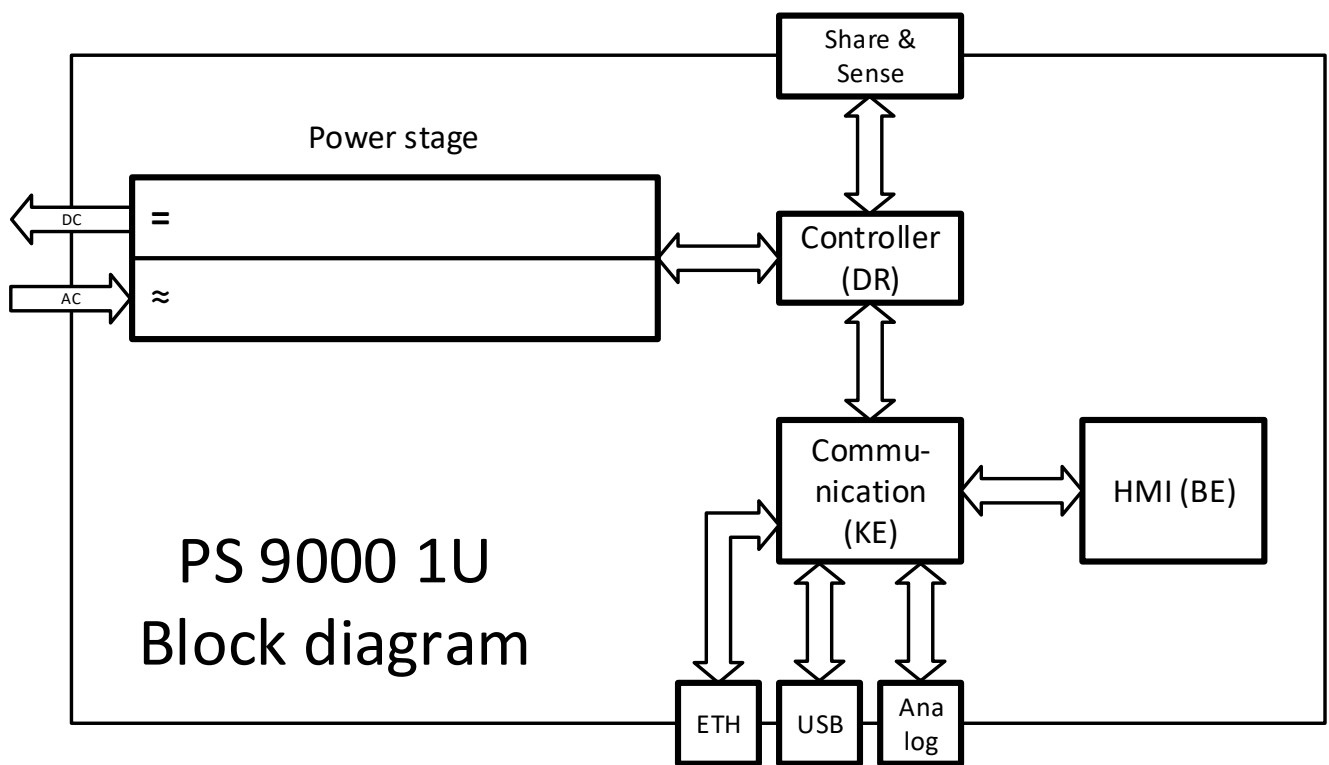 Share &
Sense
Power stage
DC
=
Controller
(DR)
AC
≈
Commu-
nication
(KE)
HMI (BE)
PS 9000 1U
Block diagram
ETH
USB
Ana
log